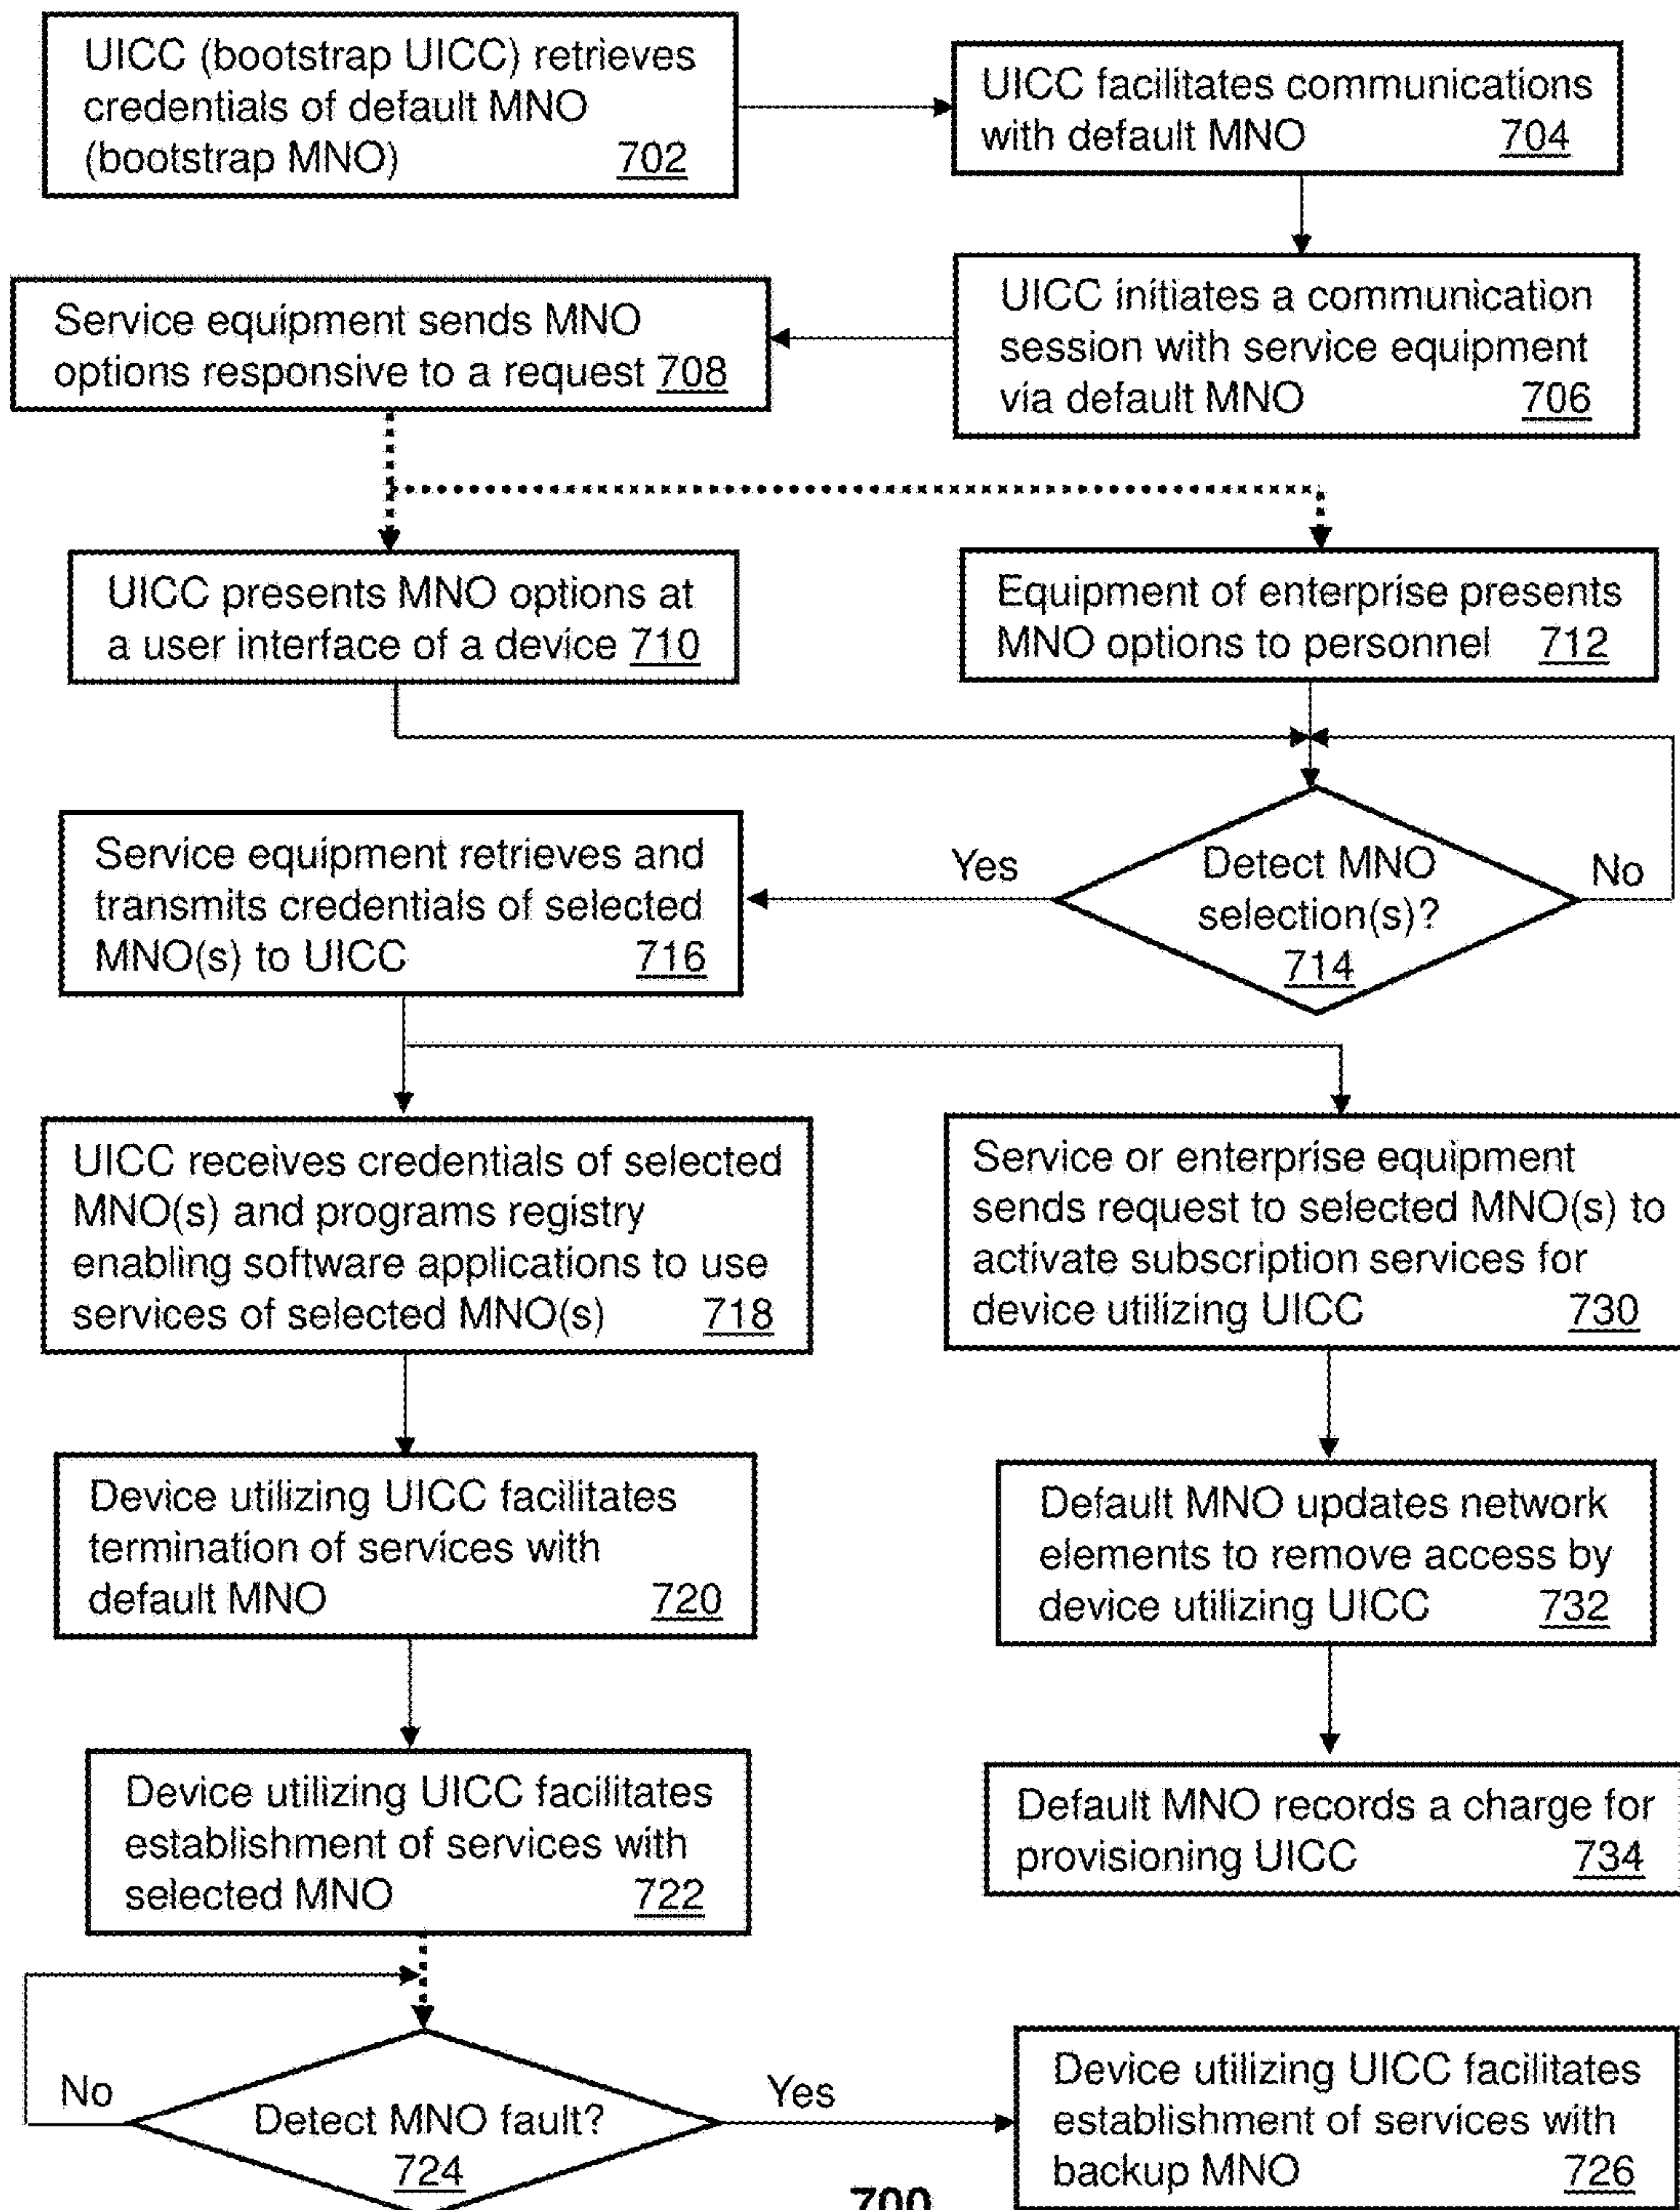 UICC (bootstrap UICC) retrieves
credentials of default MNO
(bootstrap MNO) 702
UICC facilitates communications
with default MNO 704
UICC initiates a communication
session with service equipment
via default MNO 706
Service equipment sends MNO
options responsive to a request 708
UICC presents MNO options at
a user interface of a device 710
Equipment of enterprise presents
MNO options to personnel 712
Detect MNO
selection(s)?
714
Yes
No
Service equipment retrieves and
transmits credentials of selected
MNO(s) to UICC 716
UICC receives credentials of selected
MNO(s) and programs registry
enabling software applications to use
services of selected MNO(s) 718
Service or enterprise equipment
sends request to selected MNO(s) to
activate subscription services for
device utilizing UICC 730
Device utilizing UICC facilitates
termination of services with
default MNO 720
Default MNO updates network
elements to remove access by
device utilizing UICC 732
Device utilizing UICC facilitates
establishment of services with
selected MNO 722
Default MNO records a charge for
provisioning UICC 734
No
Detect MNO fault?
724
Yes
Device utilizing UICC facilitates
establishment of services with
backup MNO 726
700